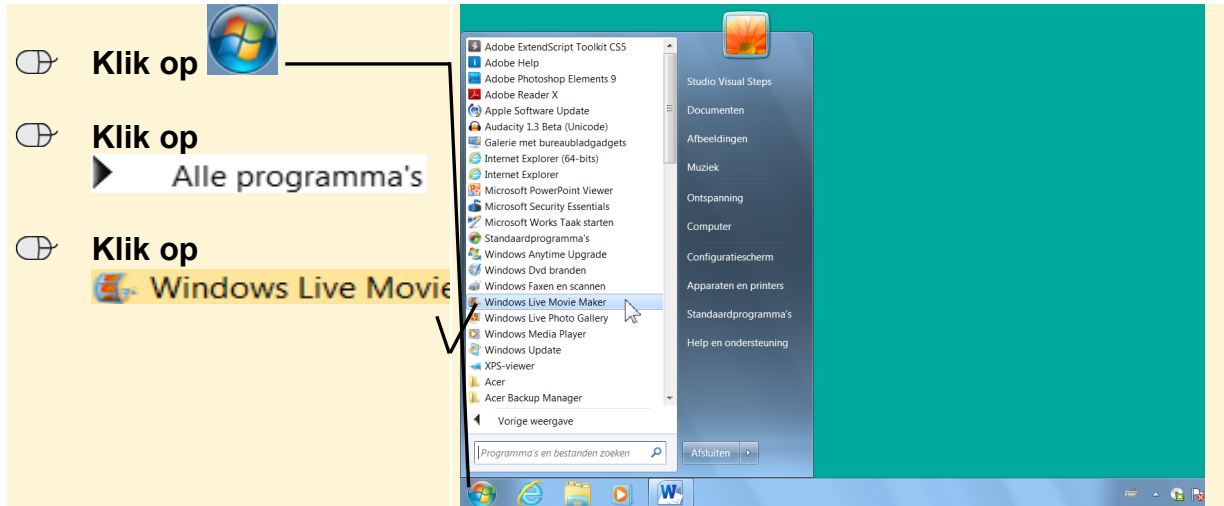 Klik op
Klik op
Alle programma's
Klik op
Windows Live Movie
Adobe ExtendScript Toolkit CS5
Adobe Help
Adobe Photoshop Elements 9
Adobe Reader X
Apple Software Update
Audacity 1.3 Beta (Unicode)
Galerie met bureaubladgadgets
Internet Explorer (64-bits)
Internet Explorer
Microsoft PowerPoint Viewer
Microsoft Security Essentials
Microsoft Works Taak starten
Standaardprogramma's
Windows Anytime Upgrade
Windows Dvd branden
Windows Faxen en scannen
Windows Live Movie Maker
Windows Live Photo Gallery
Windows Media Player
Windows Update
XPS-viewer
Acer
Acer Backup Manager
Vorige weergave
Programma's en bestanden zoeken
Studio Visual Steps
Documenten
Afbeeldingen
Muziek
Ontspanning
Computer
Configuratiescherm
Apparaten en printers
Standaardprogramma's
Help en ondersteuning
Afsluiten